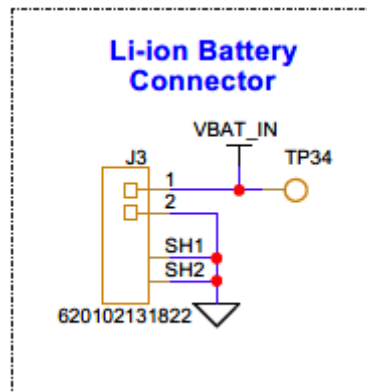 Li-ion Battery
Connector
VBAT_IN
J3
TP34
1
2
SH1
SH2
620102131822